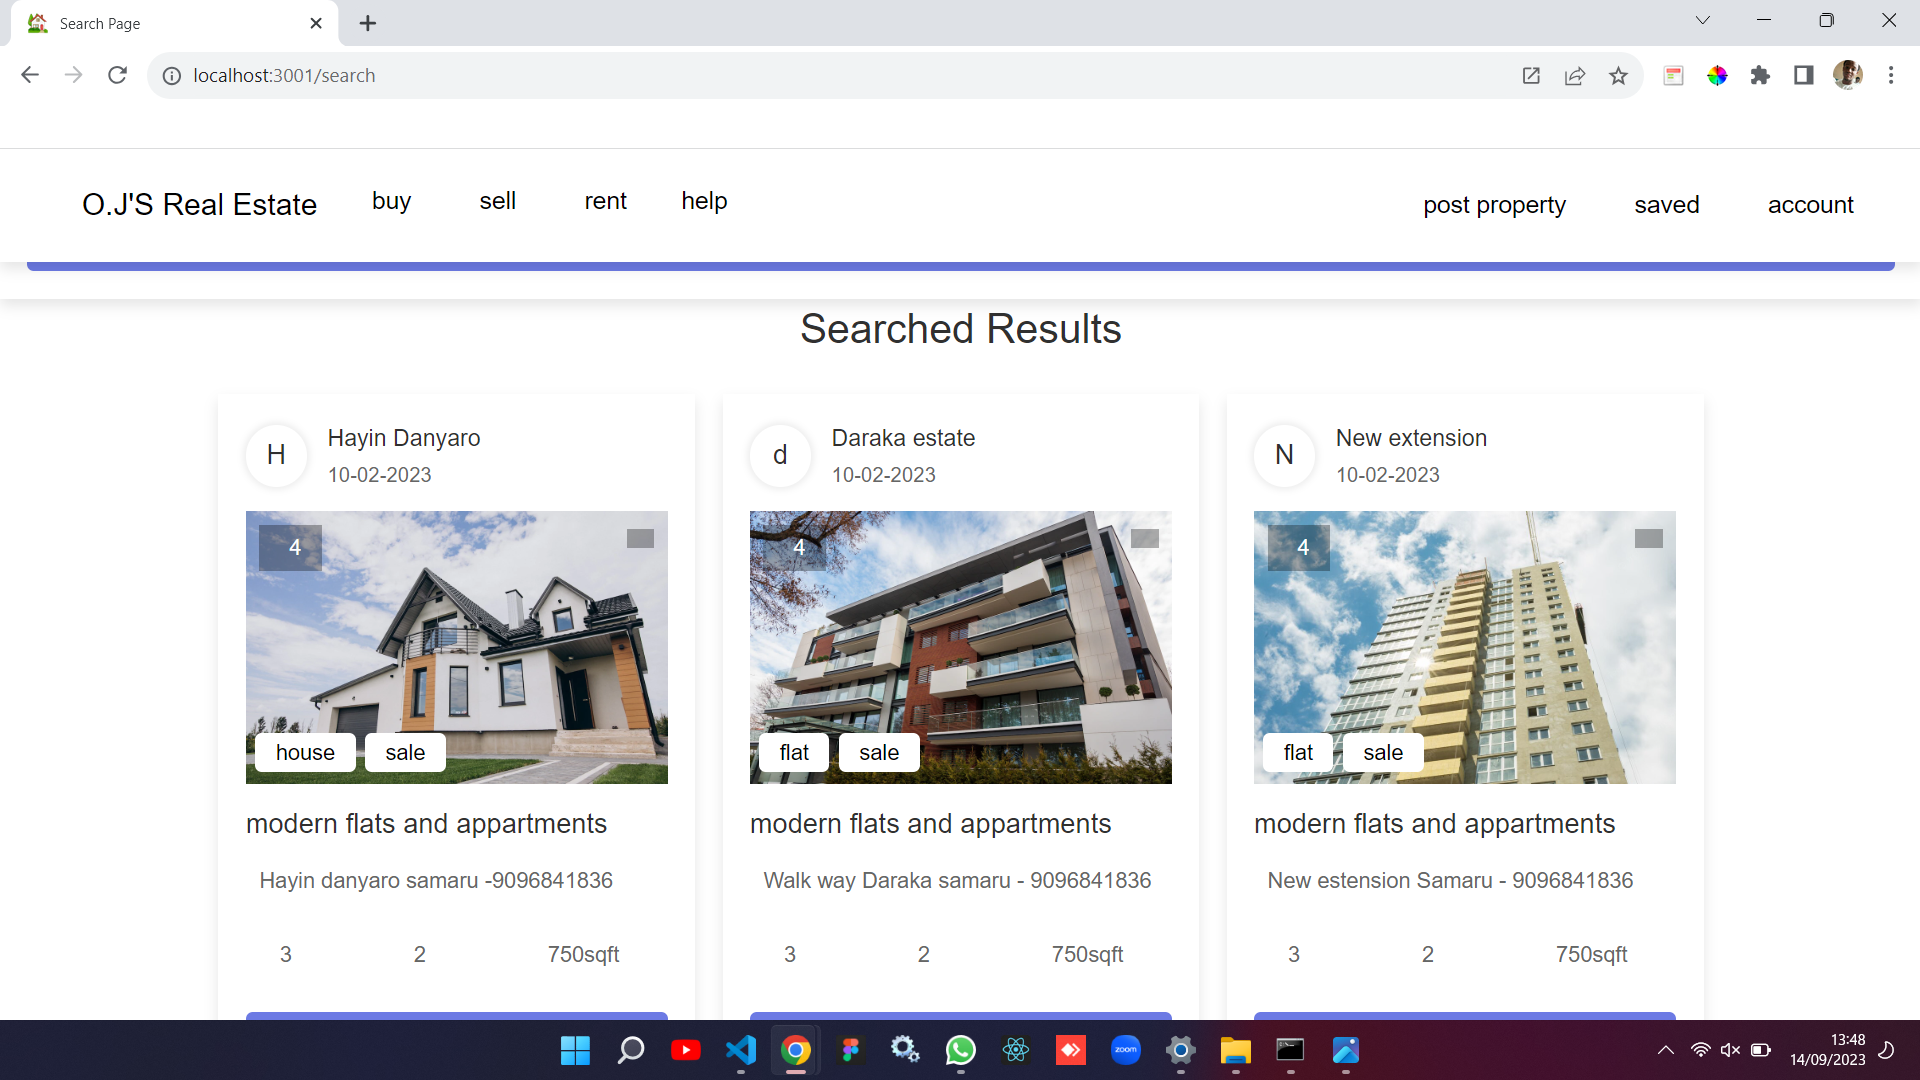 Search Page
localhost:3001/search
O.J'S Real Estate buy sell rent help post property saved account
Searched Results
H Hayin Danyaro
10-02-2023
4
house sale
modern flats and appartments
Hayin danyaro samaru -9096841836
3 2 750sqft
d Daraka estate
10-02-2023
4
flat sale
modern flats and appartments
Walk way Daraka samaru - 9096841836
3 2 750sqft
N New extension
10-02-2023
4
flat sale
modern flats and appartments
New estension Samaru - 9096841836
3 2 750sqft
zoom
13:48
14/09/2023